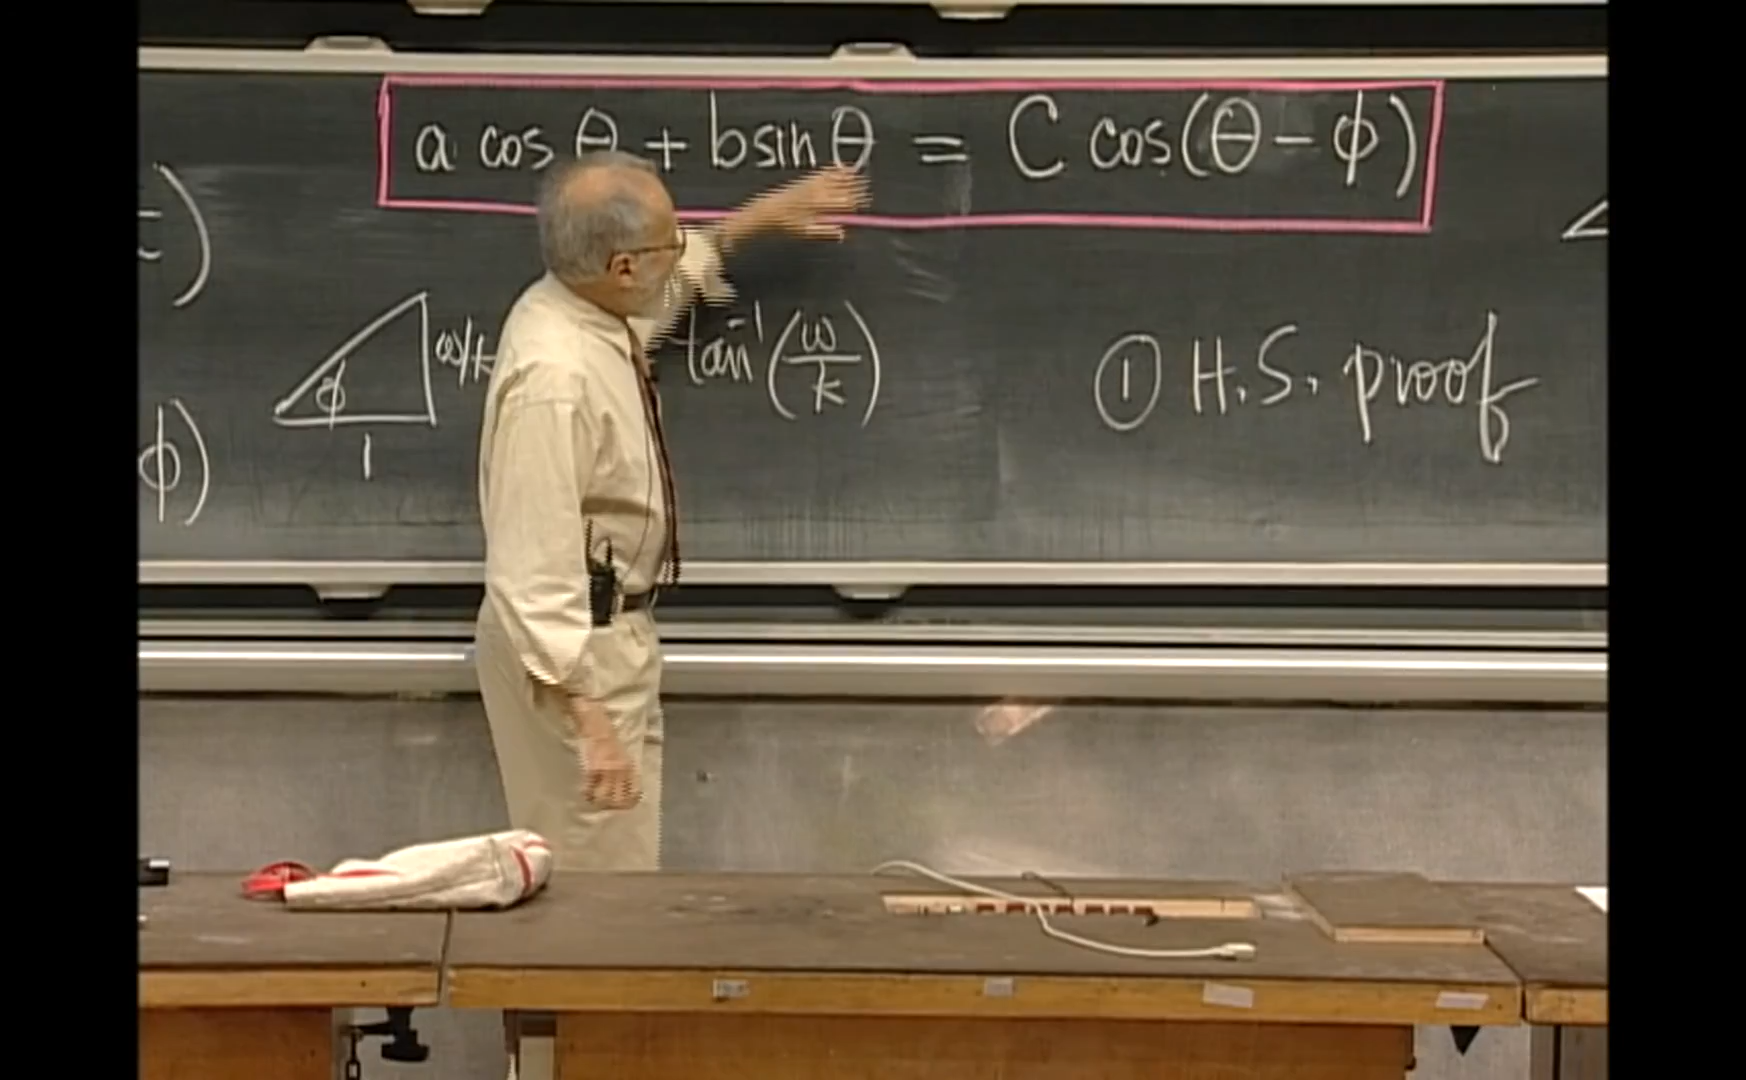 a cos θ + b sin θ = C cos(θ - φ)
φ
1
tan⁻¹(ω/k)
① H.S. proof
φ)